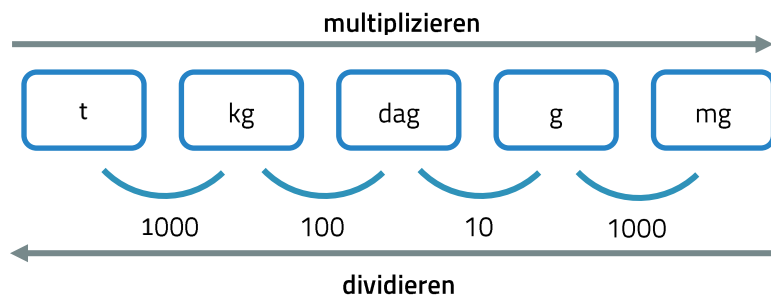 multiplizieren
t kg dag g mg
1000 100 10 1000
dividieren